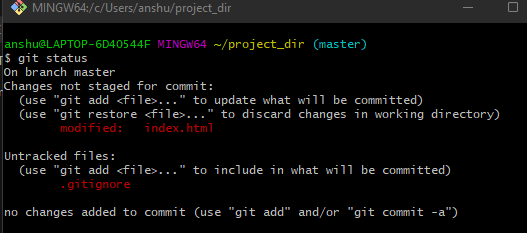 MINGW64:/c/Users/anshu/project_dir
anshu@LAPTOP-6D40544F MINGW64 ~/project_dir (master)
$ git status
On branch master
Changes not staged for commit:
  (use "git add <file>..." to update what will be committed)
  (use "git restore <file>..." to discard changes in working directory)
        modified:   index.html

Untracked files:
  (use "git add <file>..." to include in what will be committed)
        .gitignore

no changes added to commit (use "git add" and/or "git commit -a")